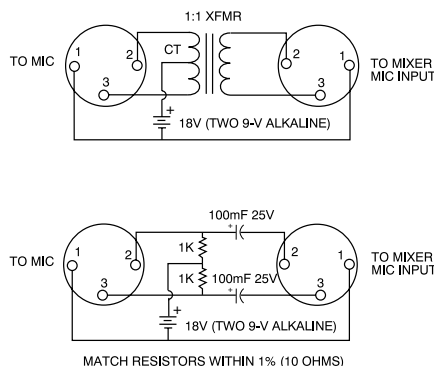 1:1 XFMR
TO MIC
1
2
3
CT
2
1
3
TO MIXER
MIC INPUT
+
18V (TWO 9-V ALKALINE)
100mF 25V
+
TO MIC
1
2
3
1K
1K
100mF 25V
+
2
1
3
TO MIXER
MIC INPUT
+
18V (TWO 9-V ALKALINE)
MATCH RESISTORS WITHIN 1% (10 OHMS)